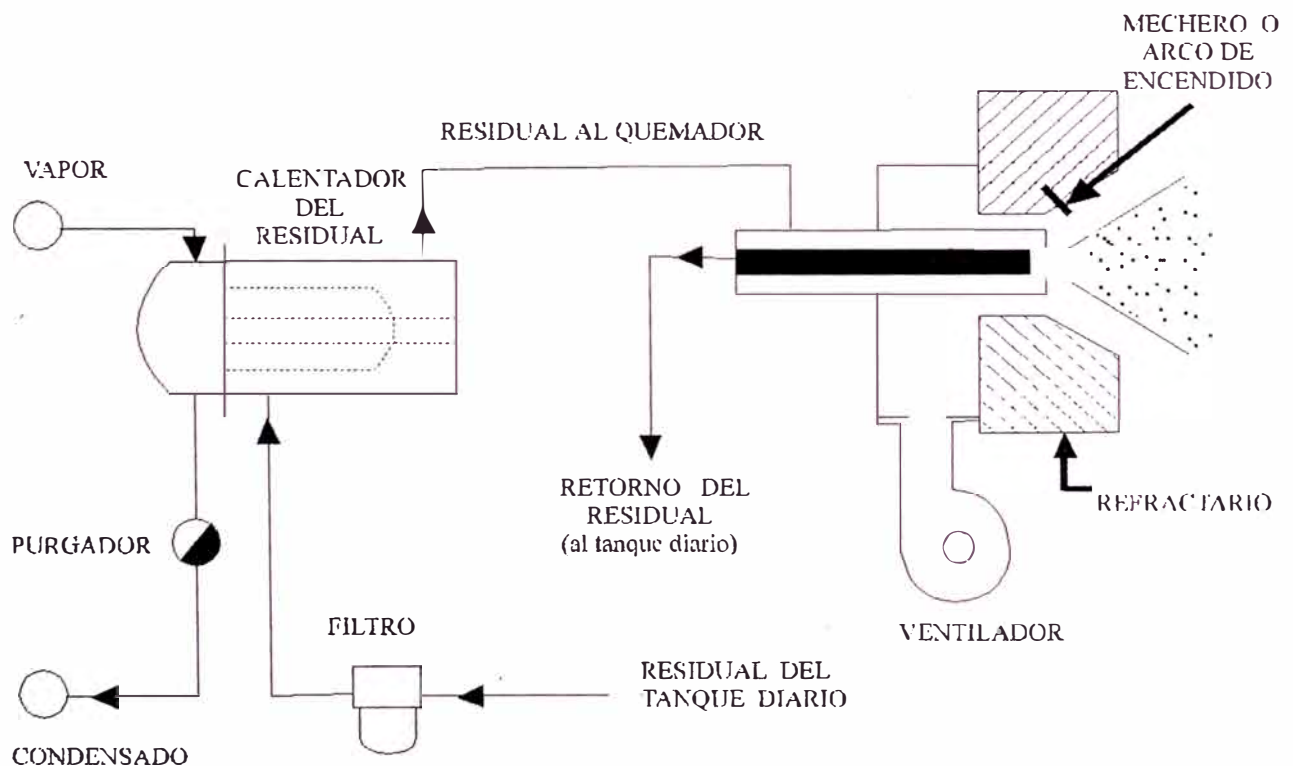 MECHERO O
ARCO DE
ENCENDIDO
RESIDUAL AL QUEMADOR
VAPOR
CALENTADOR
DEL
RESIDUAL
RETORNO DEL
RESIDUAL
(al tanque diario)
REFRACTARIO
PURGADOR
FILTRO
VENTILADOR
RESIDUAL DEL
TANQUE DIARIO
CONDENSADO